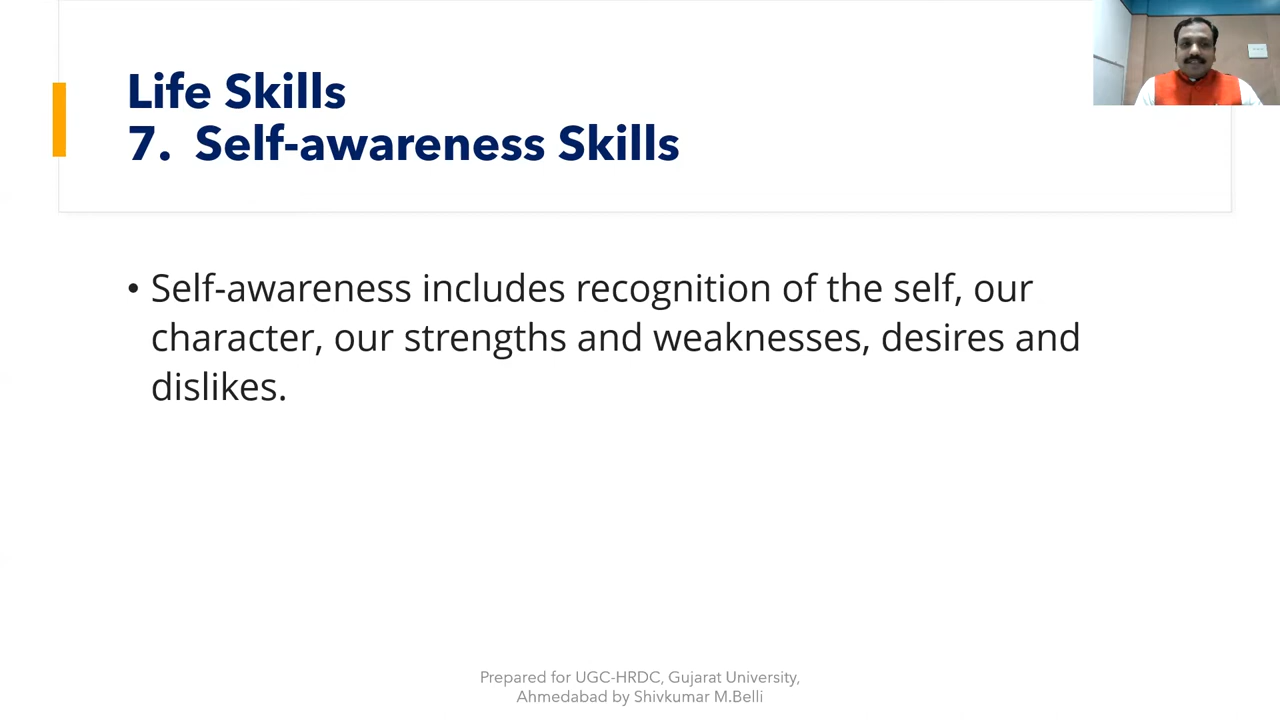 Life Skills
7. Self-awareness Skills
• Self-awareness includes recognition of the self, our
character, our strengths and weaknesses, desires and
dislikes.
Prepared for UGC-HRDC, Gujarat University,
Ahmedabad by Shivkumar M.Belli